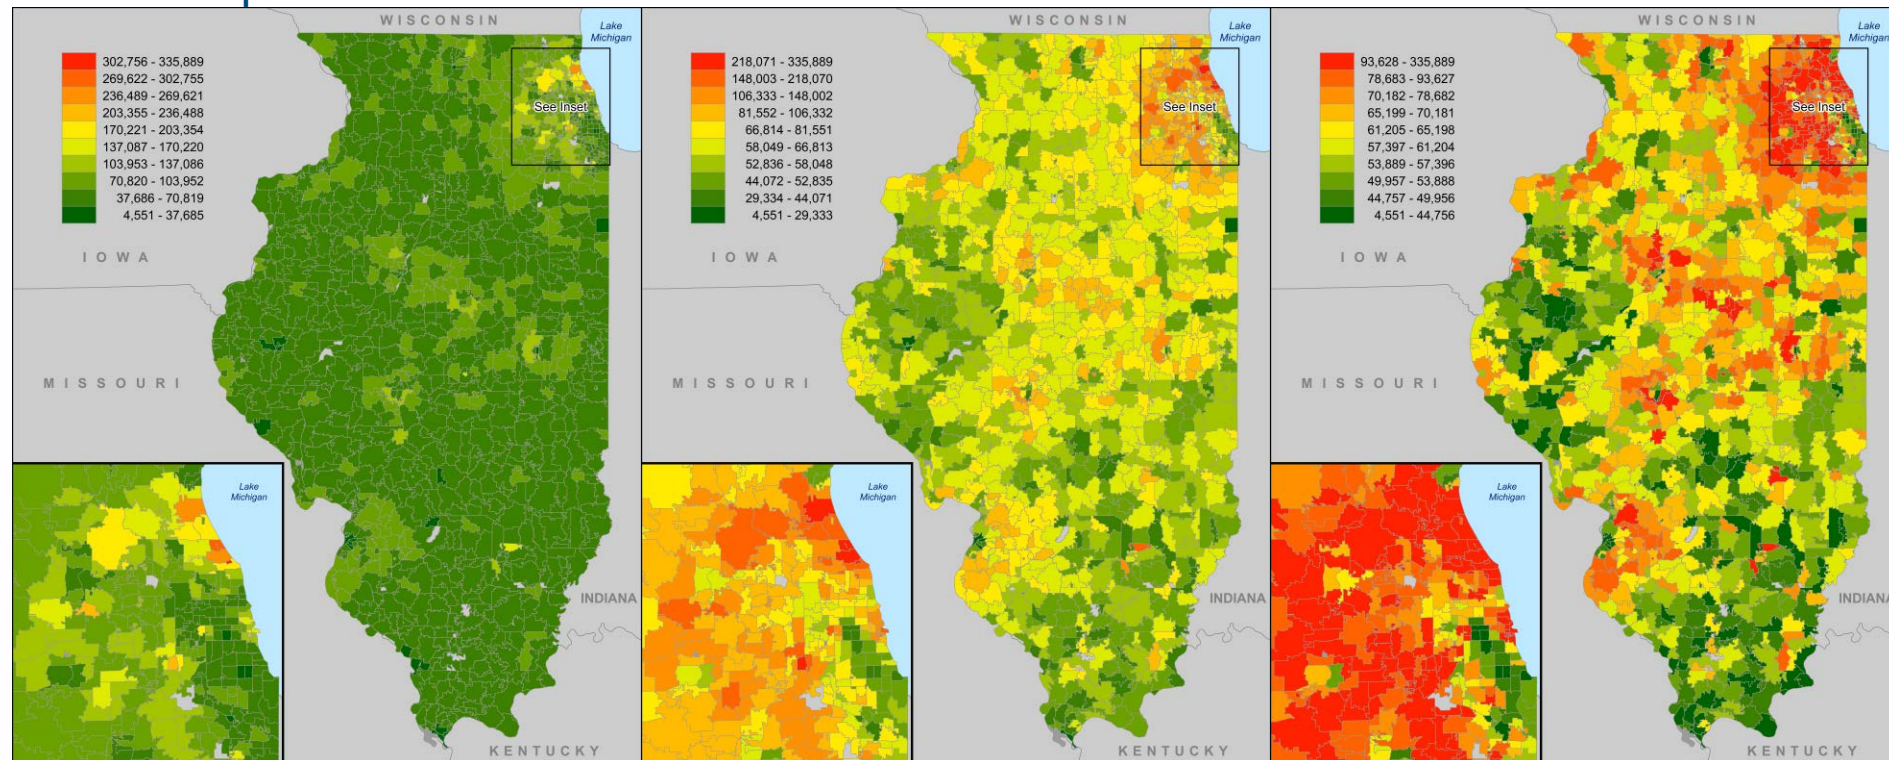 WISCONSIN
Lake
Michigan
302,756 - 335,889
269,622 - 302,755
236,489 - 269,621
203,355 - 236,488
170,221 - 203,354
137,087 - 170,220
103,953 - 137,086
70,820 - 103,952
37,686 - 70,819
4,551 - 37,685
See Inset
IOWA
MISSOURI
Lake
Michigan
INDIANA
KENTUCKY
WISCONSIN
Lake
Michigan
218,071 - 335,889
148,003 - 218,070
106,333 - 148,002
81,552 - 106,332
66,814 - 81,551
58,049 - 66,813
52,836 - 58,048
44,072 - 52,835
29,334 - 44,071
4,551 - 29,333
See Inset
IOWA
MISSOURI
Lake
Michigan
INDIANA
KENTUCKY
WISCONSIN
Lake
Michigan
93,628 - 335,889
78,683 - 93,627
70,182 - 78,682
65,199 - 70,181
61,205 - 65,198
57,397 - 61,204
53,889 - 57,396
49,957 - 53,888
44,757 - 49,956
4,551 - 44,756
See Inset
IOWA
MISSOURI
Lake
Michigan
INDIANA
KENTUCKY